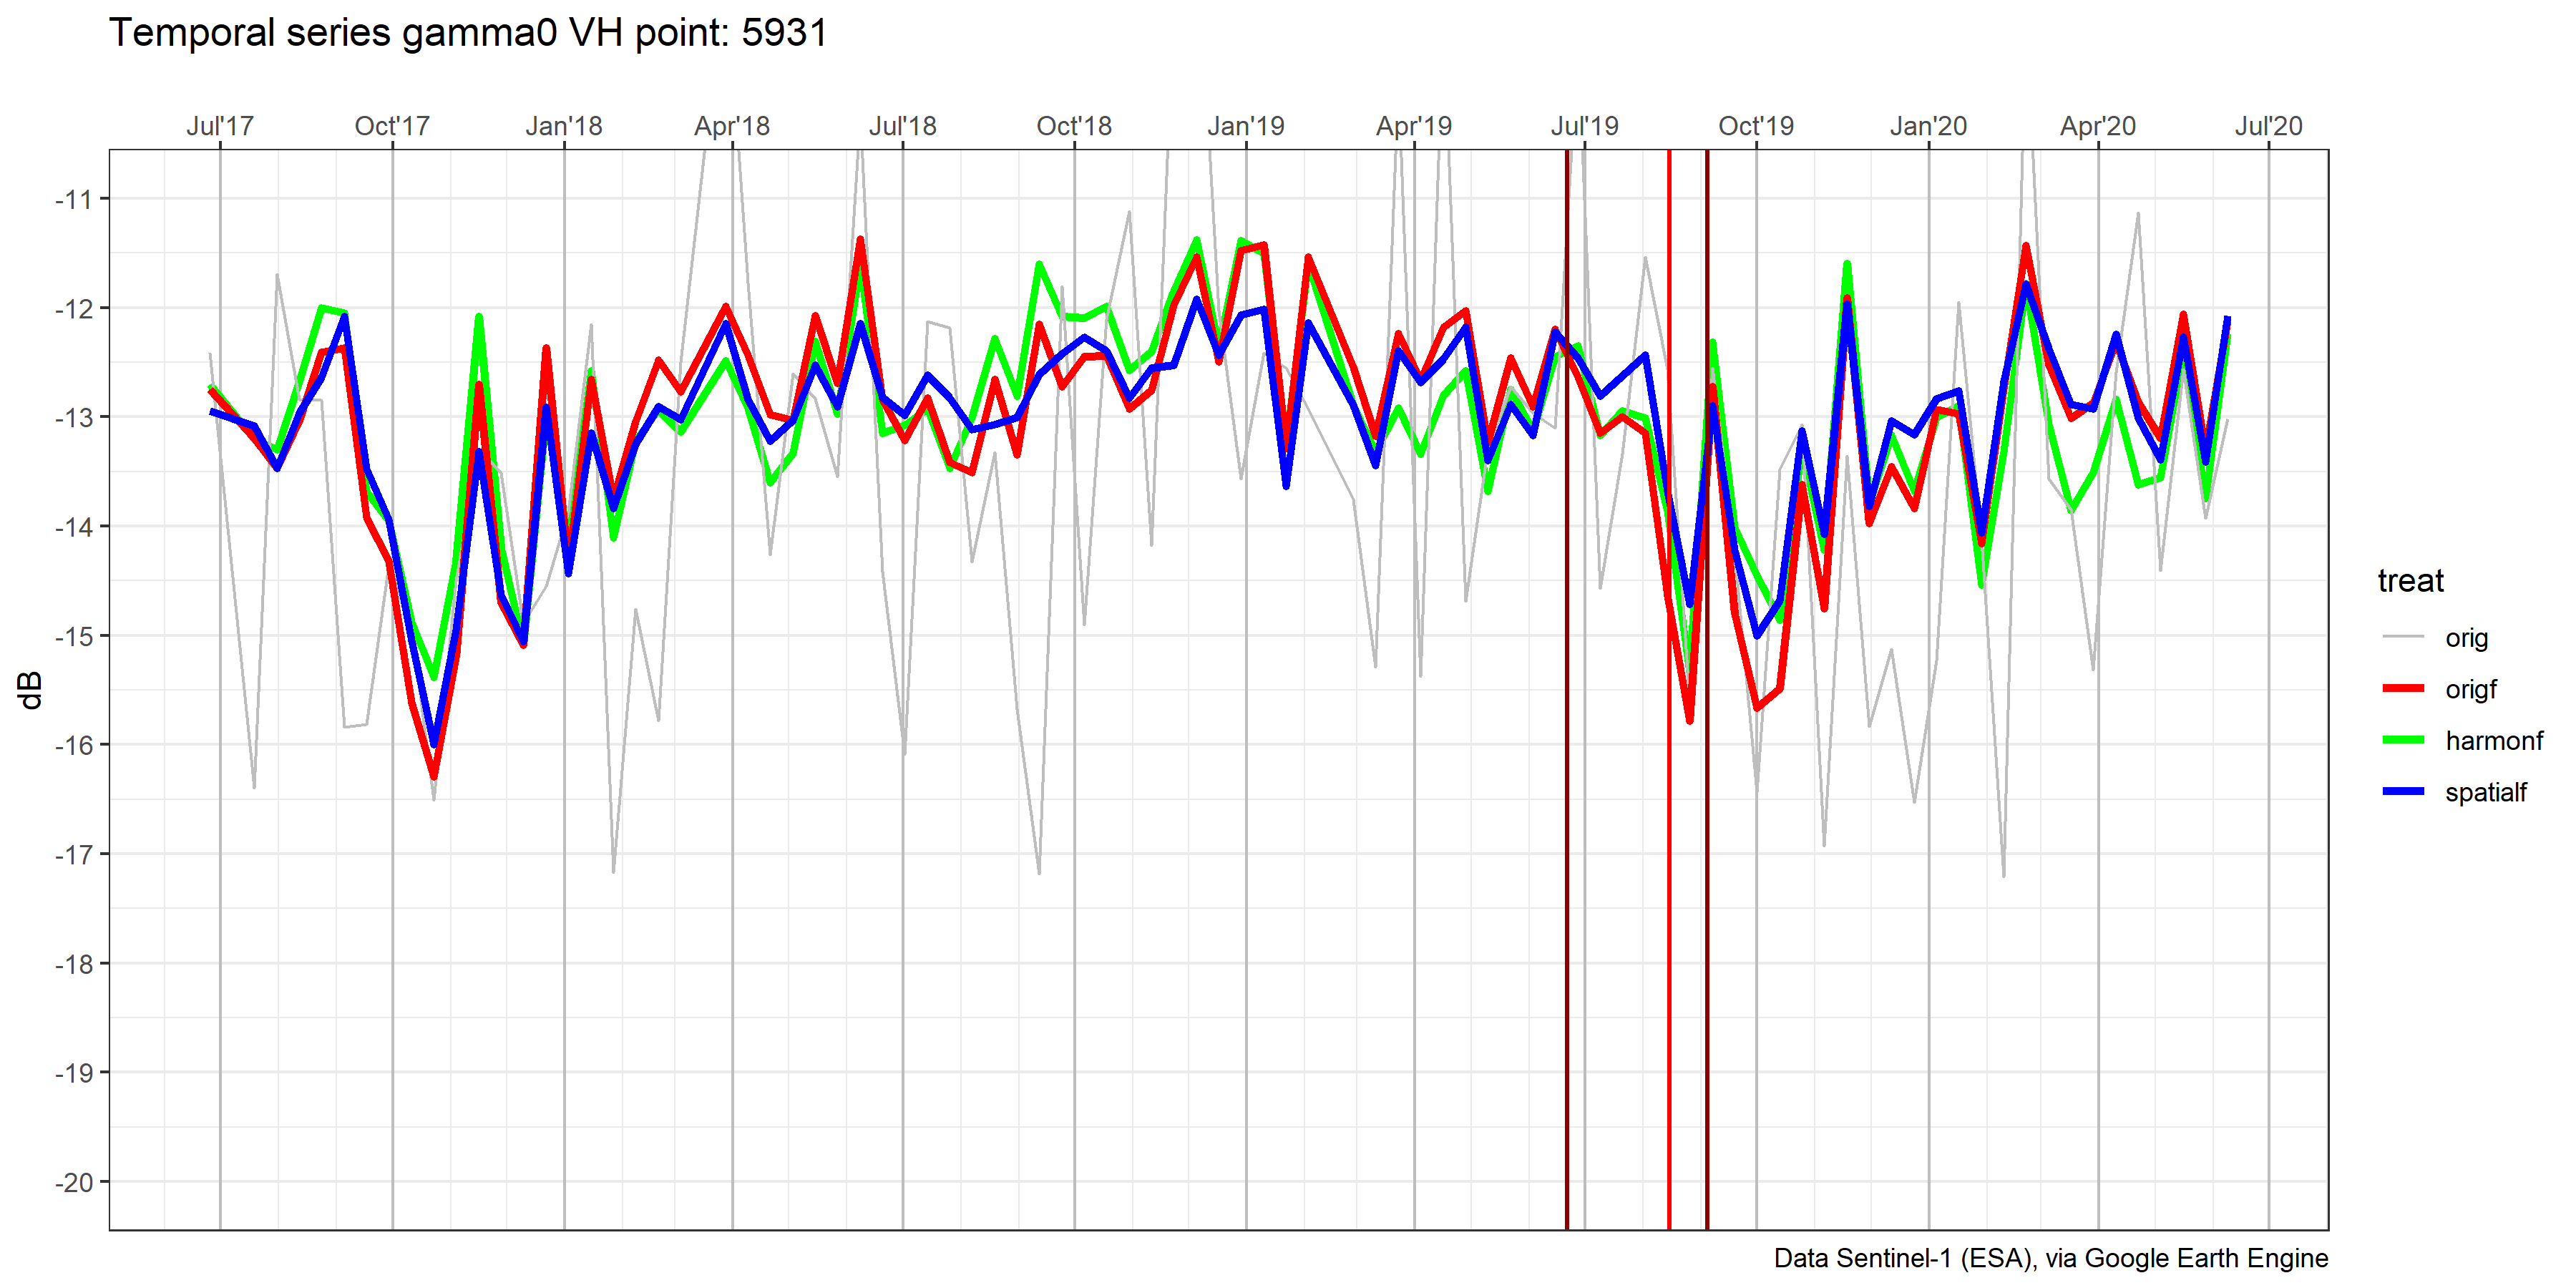 Temporal series gamma0 VH point: 5931
Jul'17 Oct'17 Jan'18 Apr'18 Jul'18 Oct'18 Jan'19 Apr'19 Jul'19 Oct'19 Jan'20 Apr'20 Jul'20
-11
-12
-13
-14
-15
-16
-17
-18
-19
-20
dB
treat
orig
origf
harmonf
spatialf
Data Sentinel-1 (ESA), via Google Earth Engine